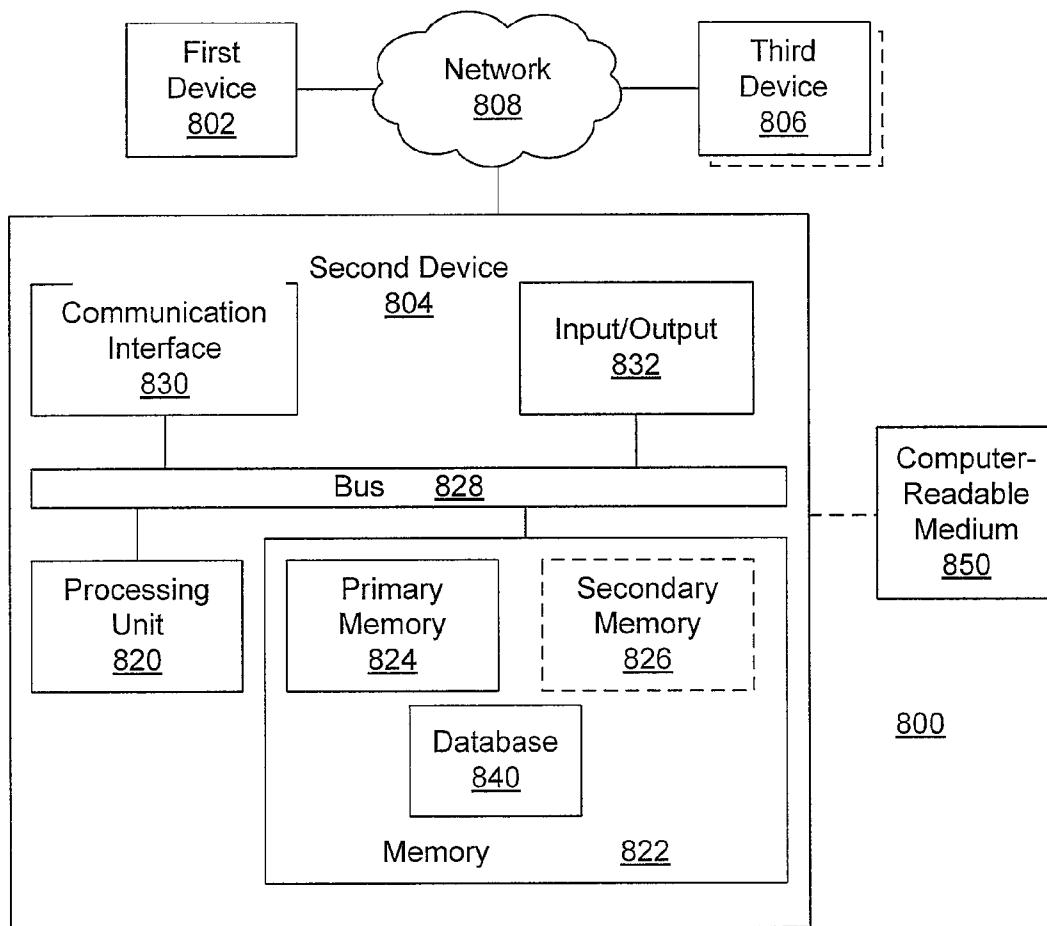 First
Device
802
Network
808
Third
Device
806
Second Device
804
Communication
Interface
830
Input/Output
832
Bus 828
Computer-
Readable
Medium
850
Processing
Unit
820
Primary
Memory
824
Secondary
Memory
826
Database
840
Memory 822
800